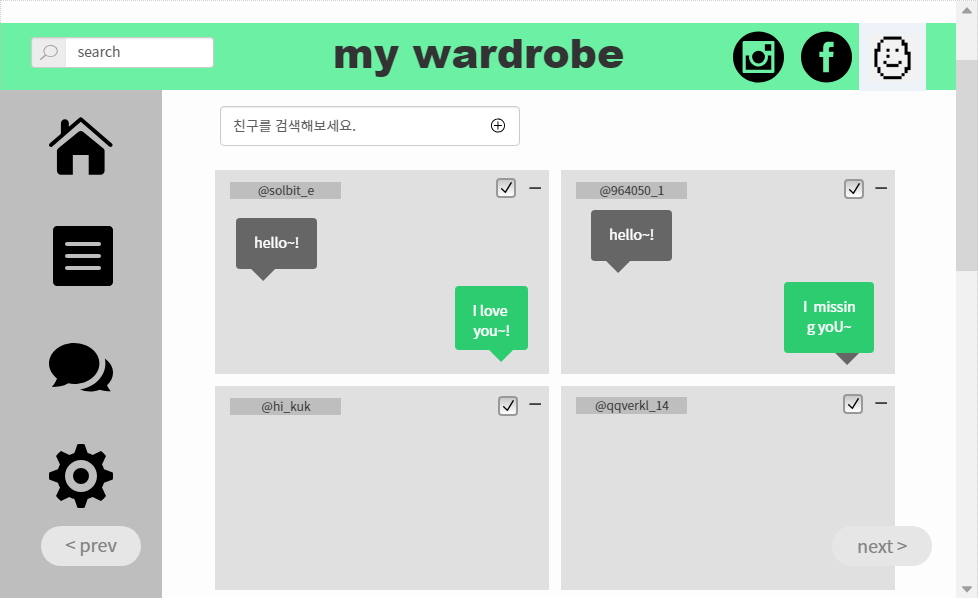 search
my wardrobe
친구를 검색해보세요.
@solbit_e
hello~!
I love
you~!
@964050_1
hello~!
I missin
g yoU~
@hi_kuk
@qqverkl_14
< prev
next >